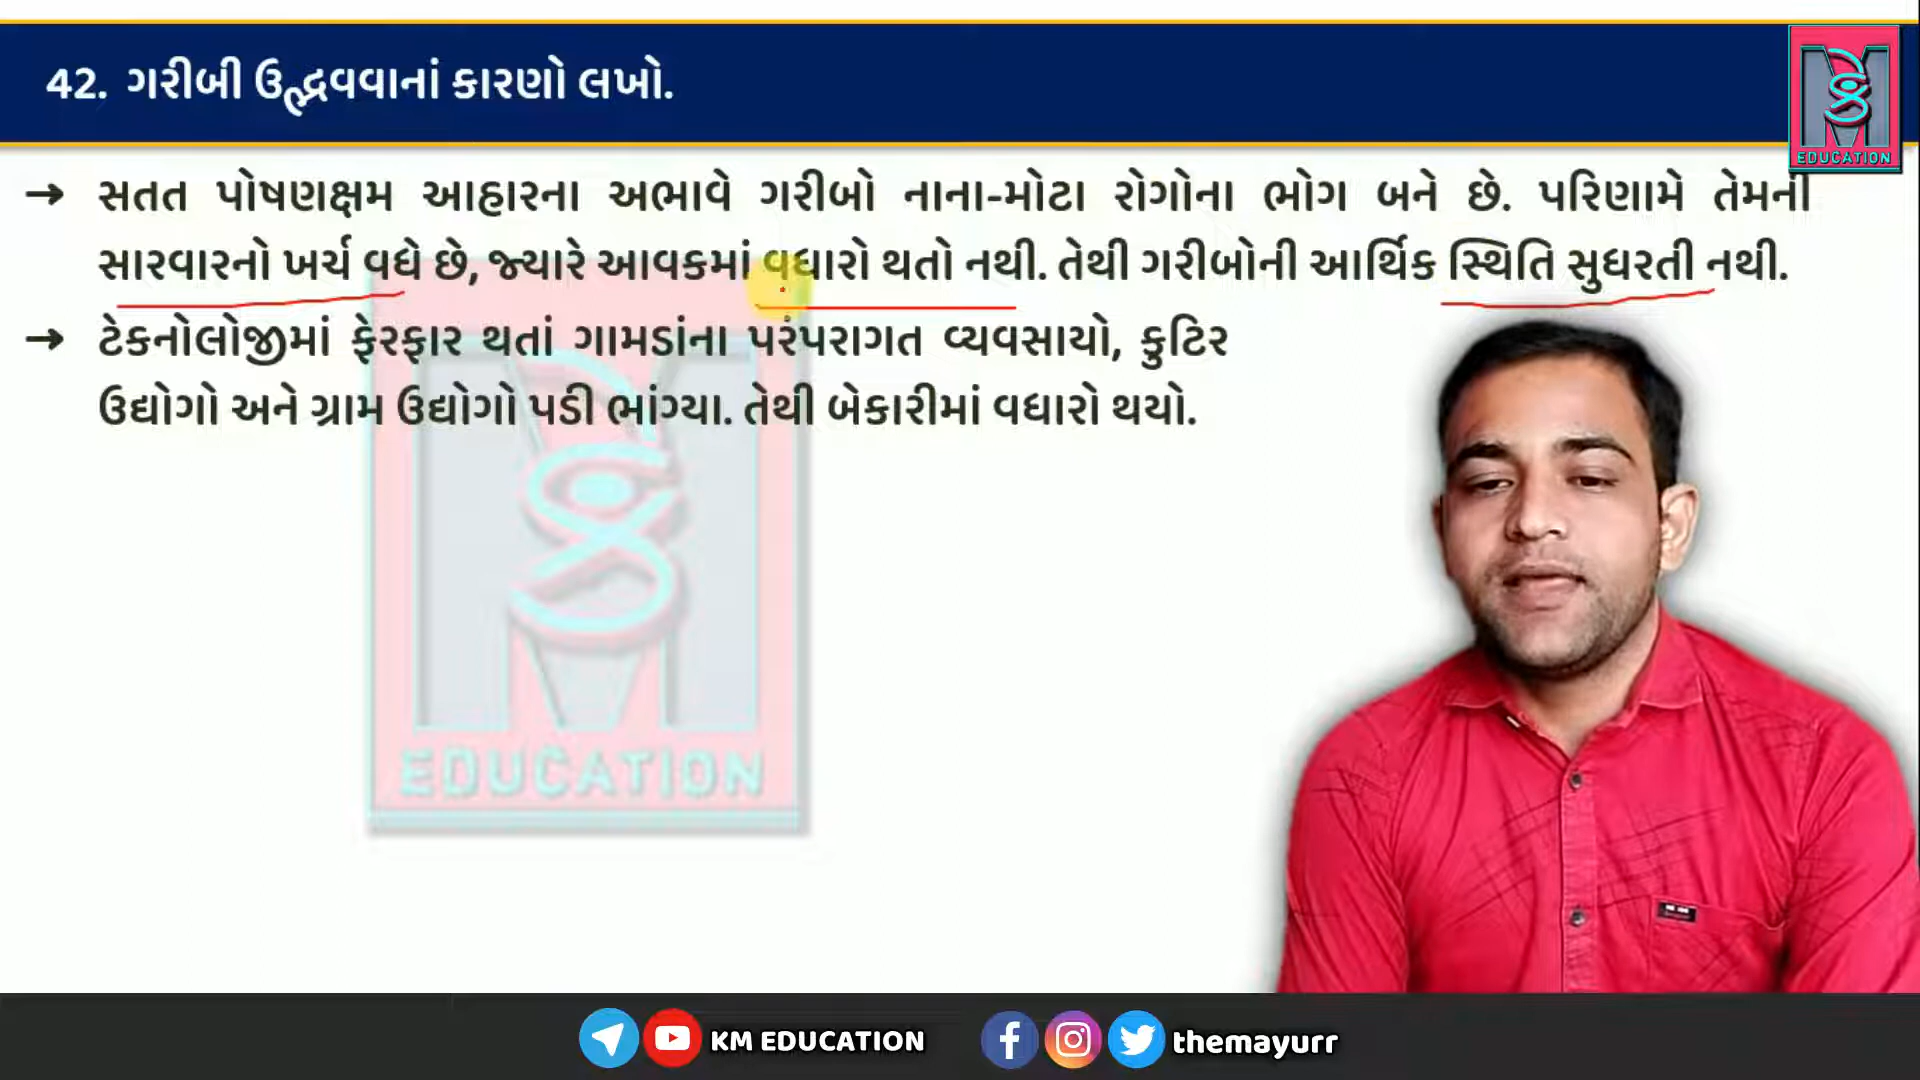 42. ગરીબી ઉદ્ભવવાનાં કારણો લખો.
EDUCATION
→ સતત પોષણક્ષમ આહારના અભાવે ગરીબો નાના-મોટા રોગોના ભોગ બને છે. પરિણામે તેમની
સારવારનો ખર્ચ વધે છે, જ્યારે આવકમાં વધારો થતો નથી. તેથી ગરીબોની આર્થિક સ્થિતિ સુધરતી નથી.
→ ટેકનોલોજીમાં ફેરફાર થતાં ગામડાંના પરંપરાગત વ્યવસાયો, કુટિર
ઉદ્યોગો અને ગ્રામ ઉદ્યોગો પડી ભાંગ્યા. તેથી બેકારીમાં વધારો થયો.
EDUCATION
KM EDUCATION themayurr